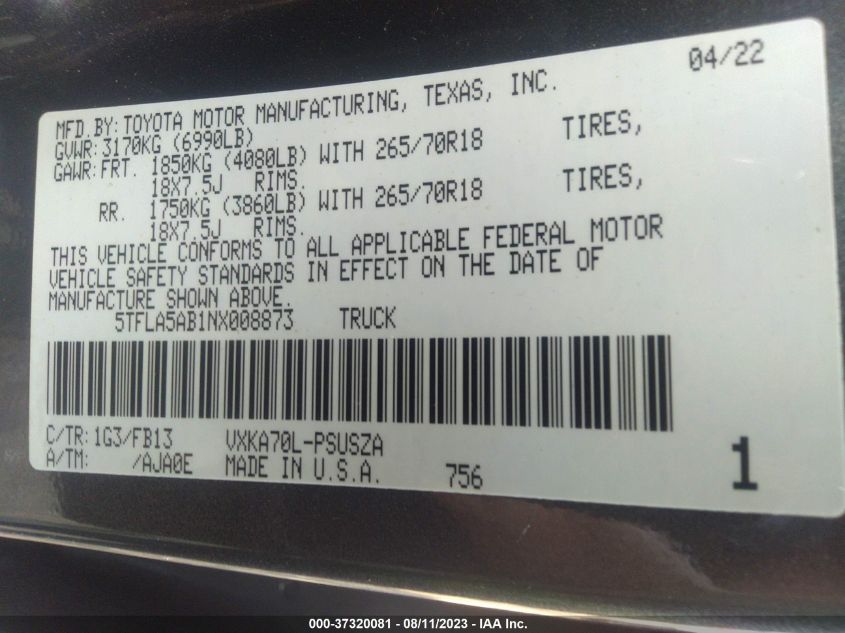 04/22
MFD.BY: TOYOTA MOTOR MANUFACTURING, TEXAS, INC.
GVWR: 3170KG (6990LB)
GAWR: FRT. 1850KG (4080LB) WITH 265/70R18 TIRES,
18X7.5J RIMS.
RR. 1750KG (3860LB) WITH 265/70R18 TIRES,
18X7.5J RIMS.
THIS VEHICLE CONFORMS TO ALL APPLICABLE FEDERAL MOTOR
VEHICLE SAFETY STANDARDS IN EFFECT ON THE DATE OF
MANUFACTURE SHOWN ABOVE.
5TFLA5AB1NX008873 TRUCK
C/TR: 1G3/FB13 VXKA70L-PSUSZA
A/TM: /AJA0E MADE IN U.S.A. 756
1
000-37320081 - 08/11/2023 - IAA Inc.